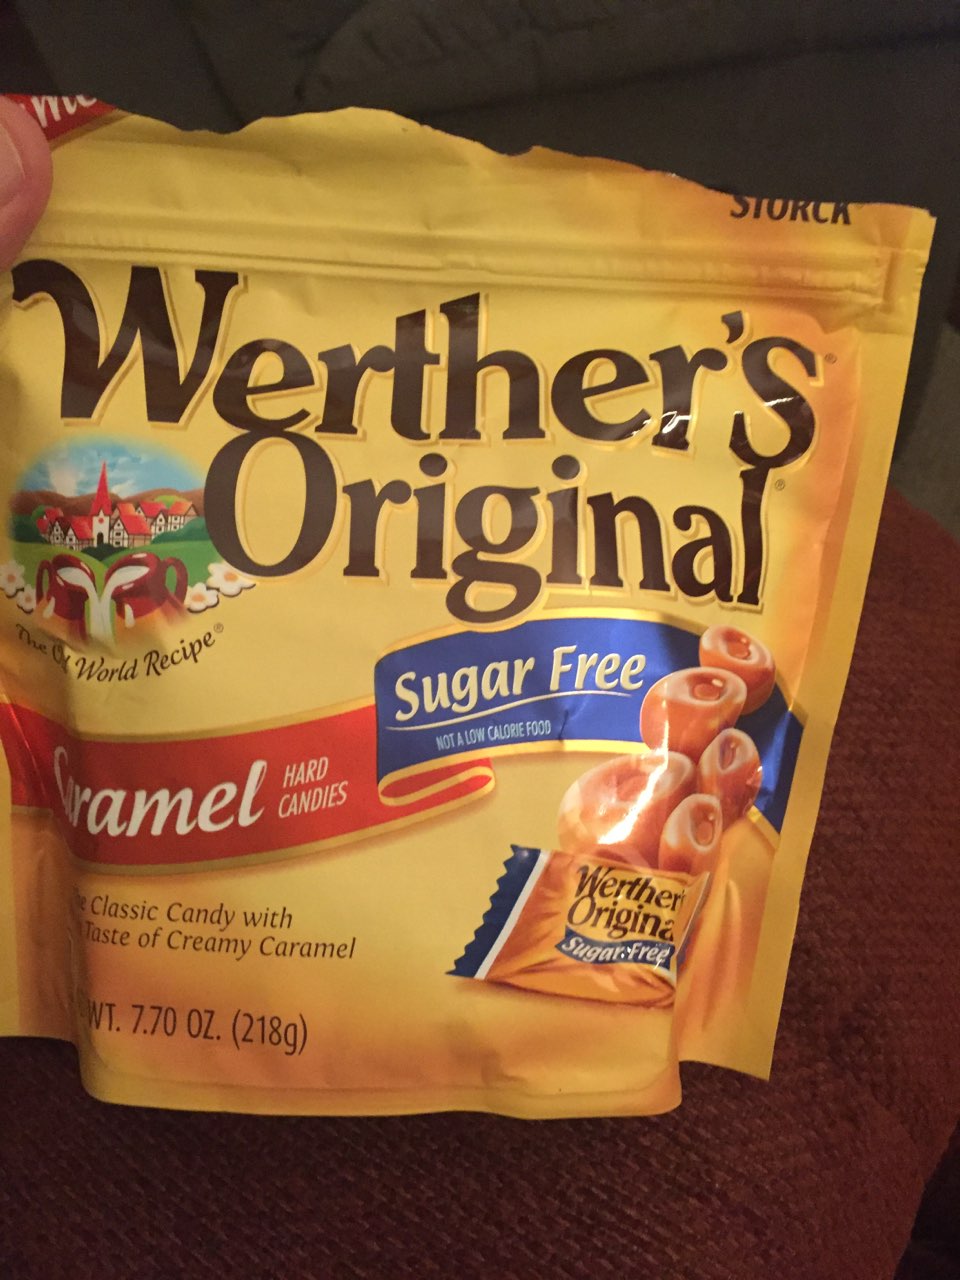 STORCK
Werther's
Original
The Old World Recipe®
Sugar Free
NOT A LOW CALORIE FOOD
Caramel HARD
CANDIES
Classic Candy with
Taste of Creamy Caramel
Werther's
Original
Sugar Free
WT. 7.70 OZ. (218g)